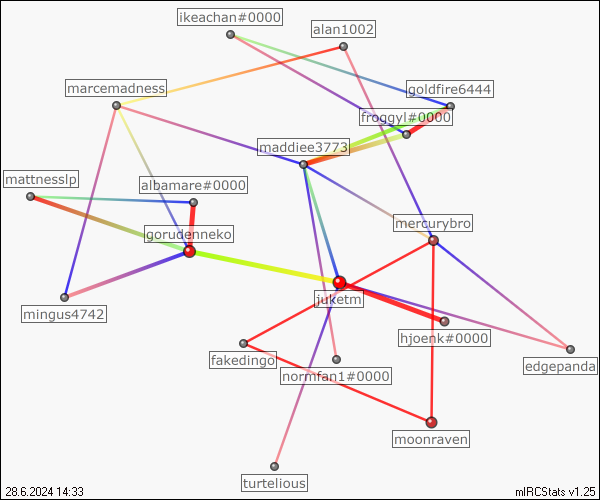 ikeachan#0000
alan1002
marcemadness
goldfire6444
froggyl#0000
maddiee3773
mattnesslp
albamare#0000
mercurybro
gorudenneko
juketm
mingus4742
hjoenk#0000
fakedingo
edgepanda
normfan1#0000
moonraven
turtelious
28.6.2024 14:33
mIRCStats v1.25